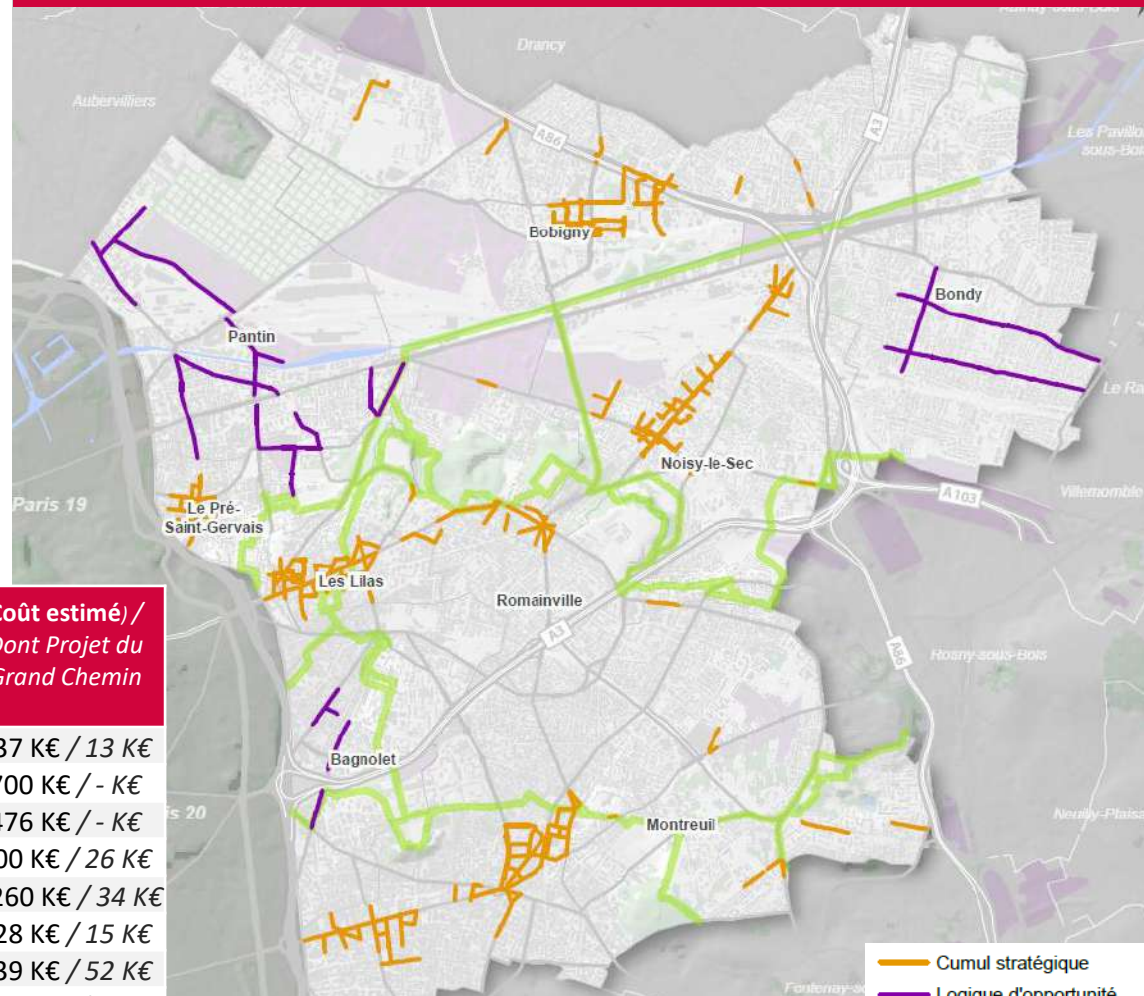 Drancy
Aubervilliers
A86
A3
Les Pavillo
sous-Bois
Bobigny
Bondy
Pantin
Le Ra
Noisy-le-Sec
A103
Villemomble
Paris 19
Le Pré-
Saint-Gervais
Les Lilas
Romainville
A3
A86
Rosny-sous-Bois
Bagnolet
is 20
Montreuil
Neuilly-Plaisa
Coût estimé) /
Dont Projet du
Grand Chemin
37 K€ / 13 K€
700 K€ / - K€
476 K€ / - K€
00 K€ / 26 K€
260 K€ / 34 K€
28 K€ / 15 K€
39 K€ / 52 K€
Cumul stratégique
Logique d'opportunité